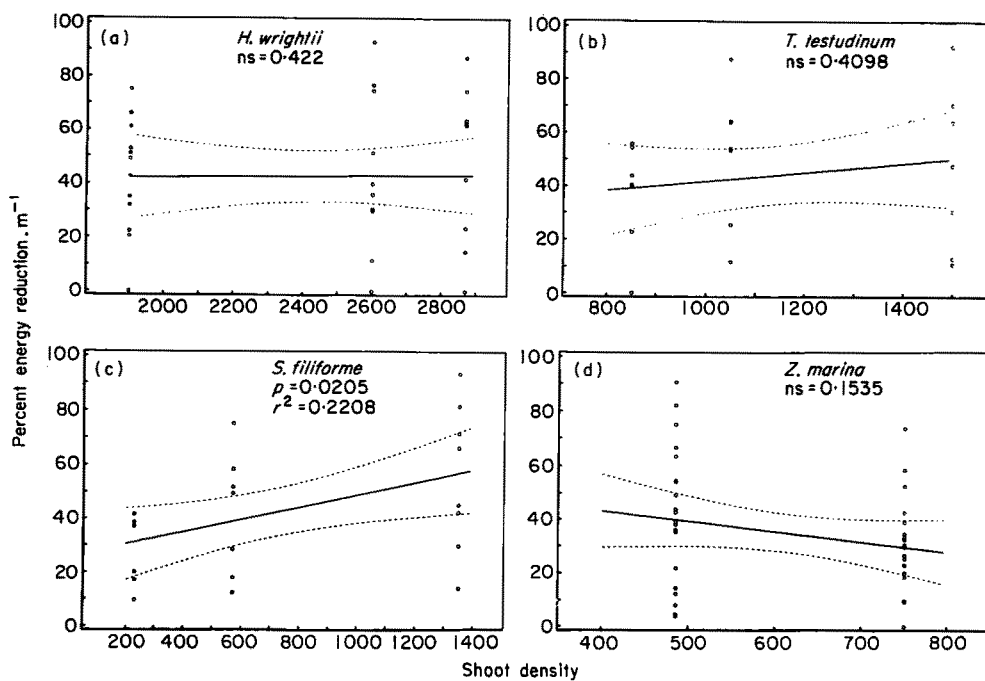 Percent energy reduction . m⁻¹
(a)
H. wrightii
ns = 0·422
100
80
60
40
20
0
2000 2200 2400 2600 2800
(b)
T. testudinum
ns = 0·4098
100
80
60
40
20
0
800 1000 1200 1400
(c)
S. filiforme
p = 0·0205
r² = 0·2208
100
80
60
40
20
0
200 400 600 800 1000 1200 1400
(d)
Z. marina
ns = 0·1535
100
80
60
40
20
0
400 500 600 700 800
Shoot density